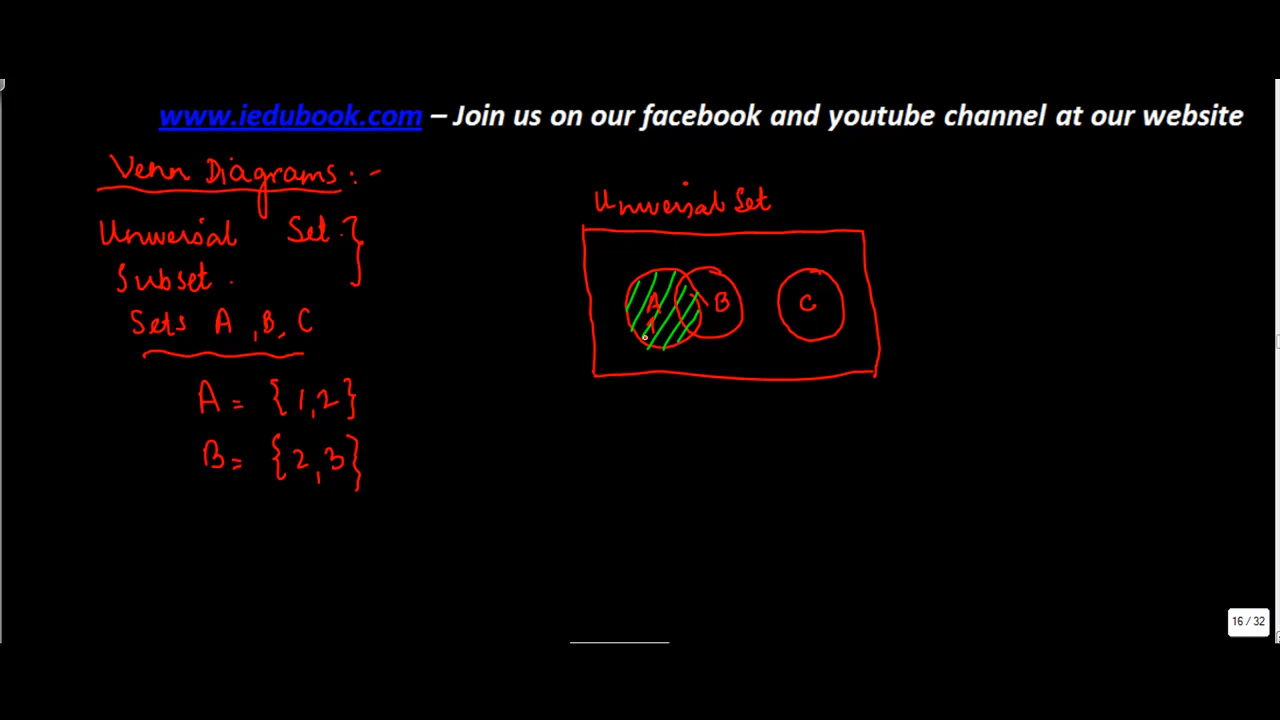 www.iedubook.com – Join us on our facebook and youtube channel at our website
Venn Diagrams :-
Universal Set.
Subset.
Sets A, B, C
A = {1,2}
B = {2,3}
Universal Set
A B C
1
16 / 32